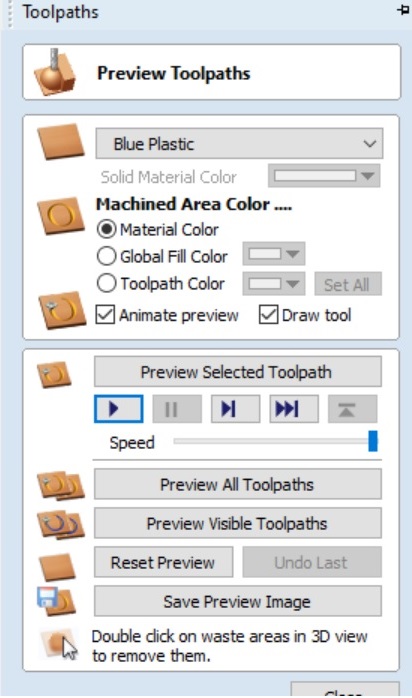 Toolpaths
Preview Toolpaths
Blue Plastic
Solid Material Color
Machined Area Color ....
Material Color
Global Fill Color
Toolpath Color
Set All
Animate preview
Draw tool
Preview Selected Toolpath
Speed
Preview All Toolpaths
Preview Visible Toolpaths
Reset Preview
Undo Last
Save Preview Image
Double click on waste areas in 3D view
to remove them.
Close